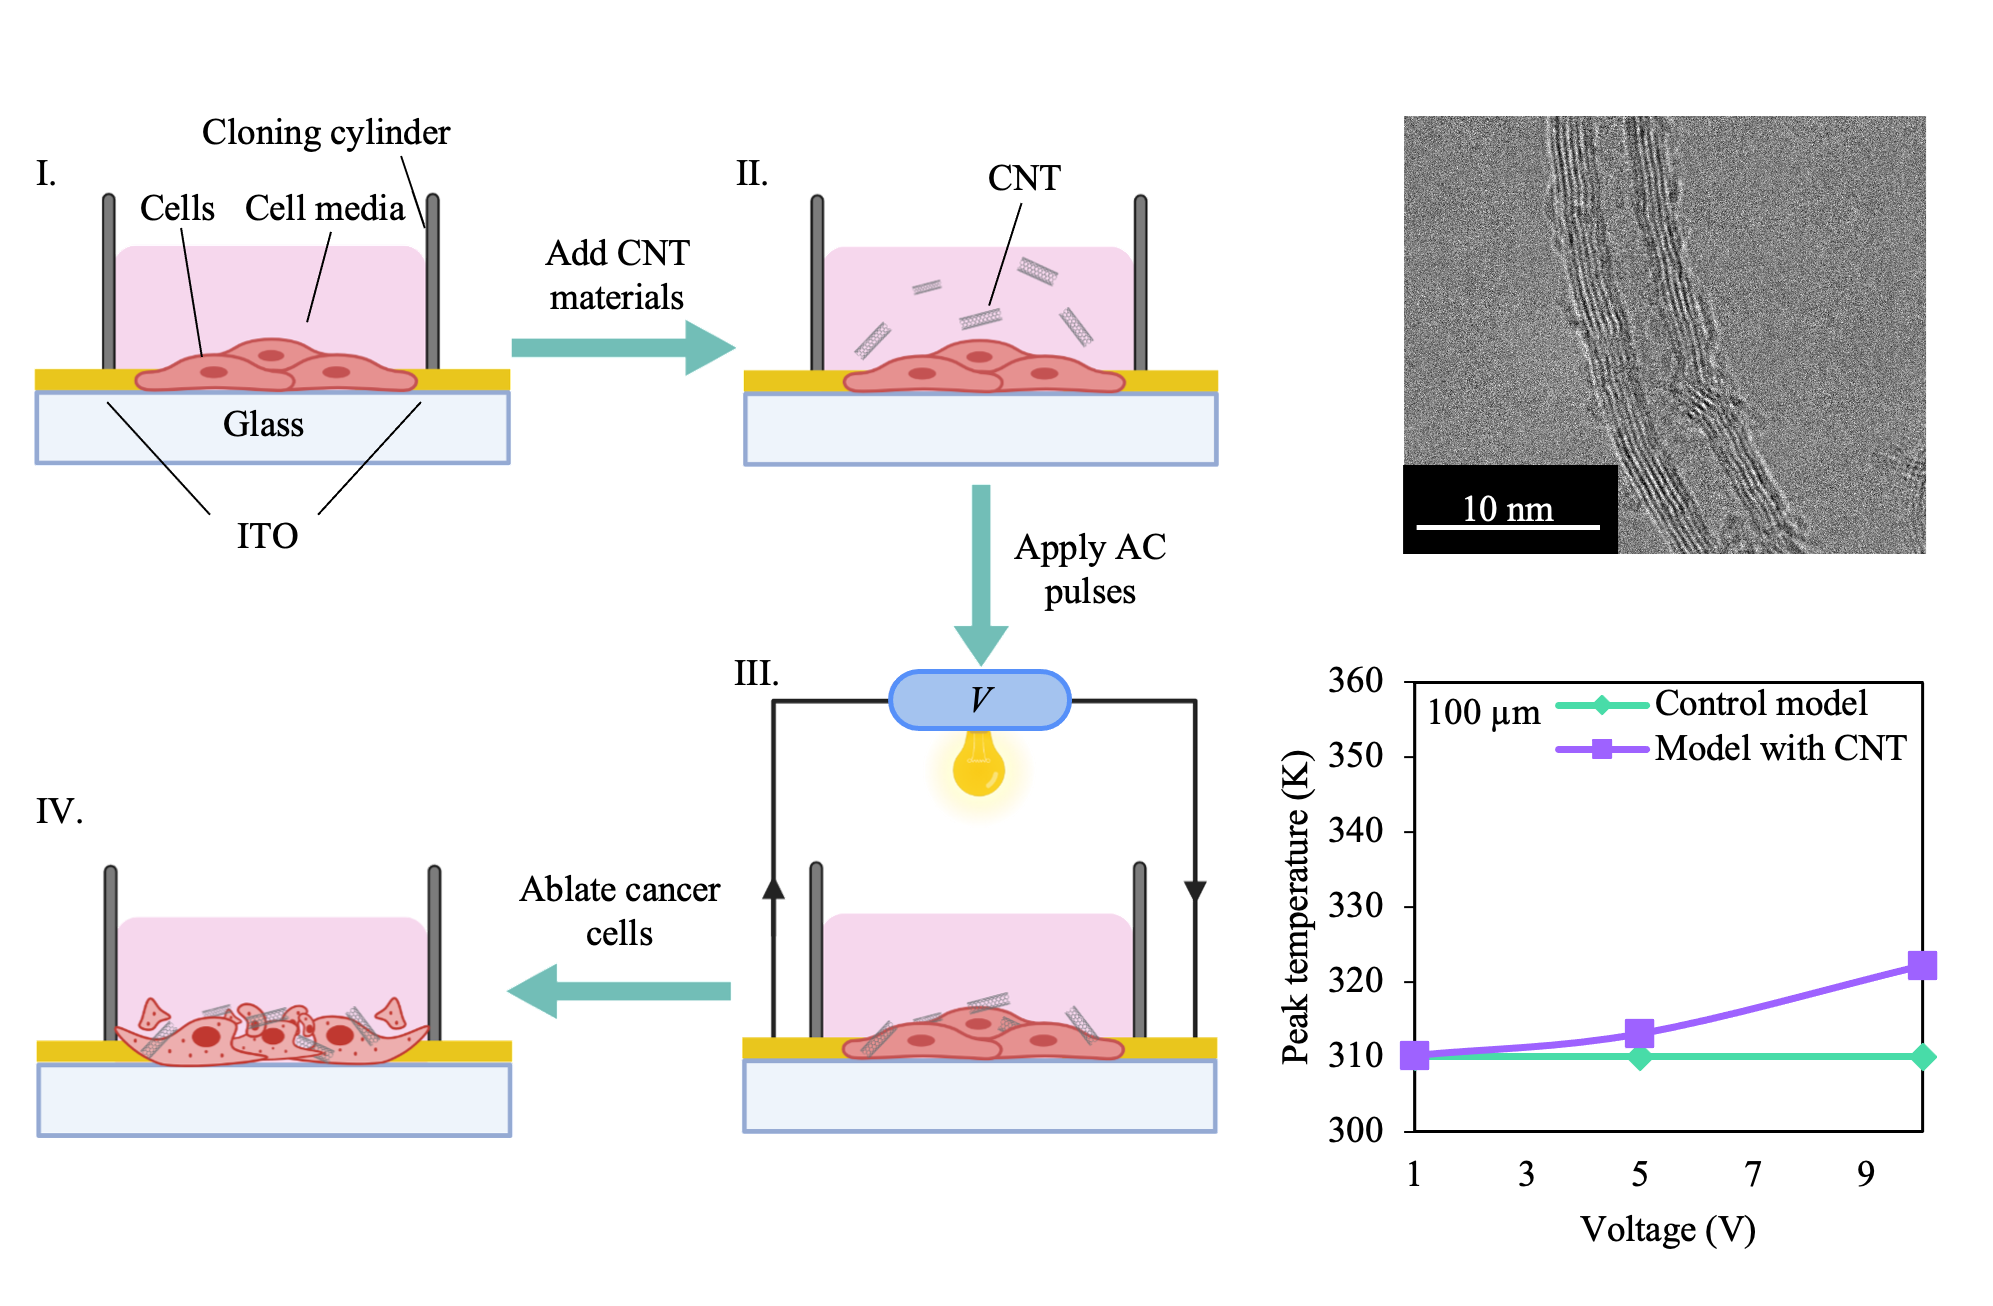 I.
Cloning cylinder
Cells
Cell media
Glass
ITO
Add CNT
materials
II.
CNT
Apply AC
pulses
III.
V
Ablate cancer
cells
IV.
10 nm
100 µm
Control model
Model with CNT
Peak temperature (K)
360
350
340
330
320
310
300
1 3 5 7 9
Voltage (V)